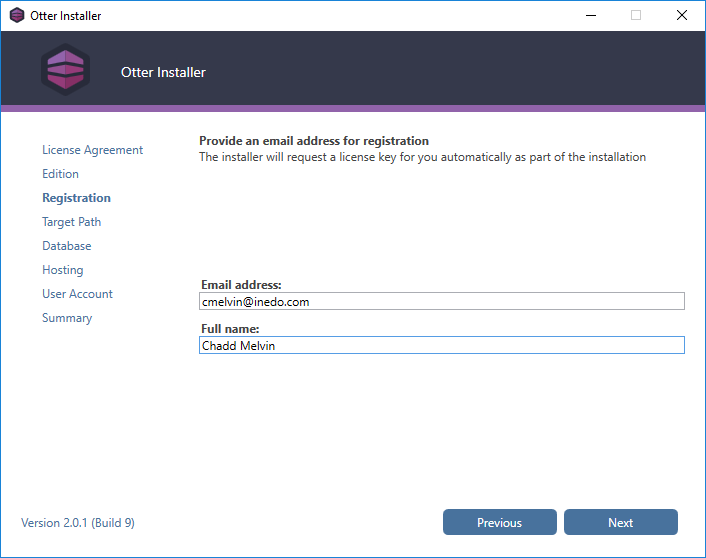 Otter Installer
Otter Installer
License Agreement
Edition
Registration
Target Path
Database
Hosting
User Account
Summary
Provide an email address for registration
The installer will request a license key for you automatically as part of the installation
Email address:
cmelvin@inedo.com
Full name:
Chadd Melvin
Version 2.0.1 (Build 9)
Previous
Next